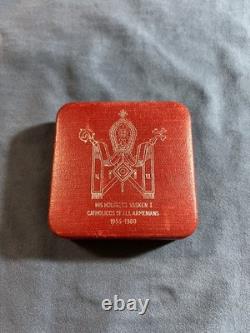 HIS HOLINESS VASKEN I
CATHOLICOS OF ALL ARMENIANS
1955-1980